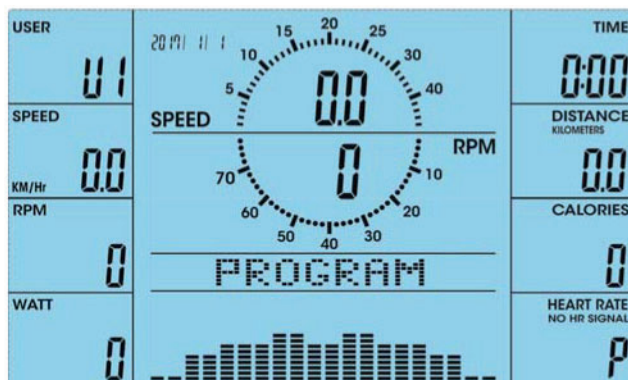 USER
U1
SPEED
KM/Hr 0.0
RPM
0
WATT
0
2017/ 1/ 1
5 10 15 20 25 30 40
0.0
SPEED
RPM
0
70 60 50 40 30 20 10
PROGRAM
TIME
0:00
DISTANCE
KILOMETERS
0.0
CALORIES
0
HEART RATE
NO HR SIGNAL
P